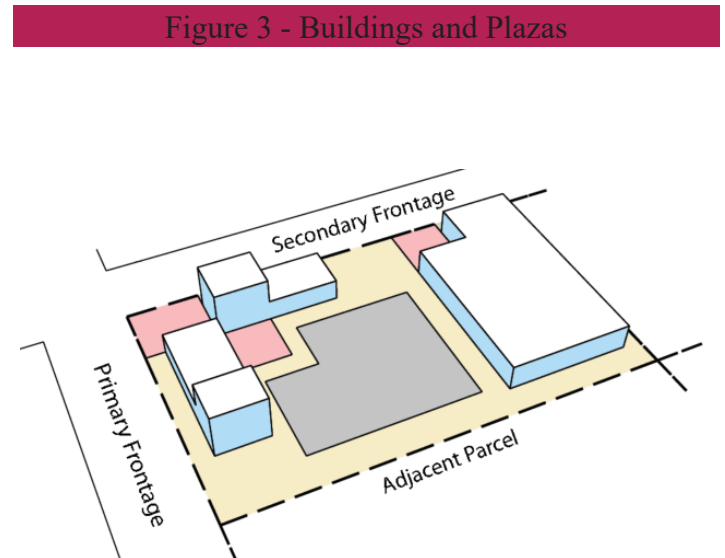 Figure 3 - Buildings and Plazas
Secondary Frontage
Primary Frontage
Adjacent Parcel